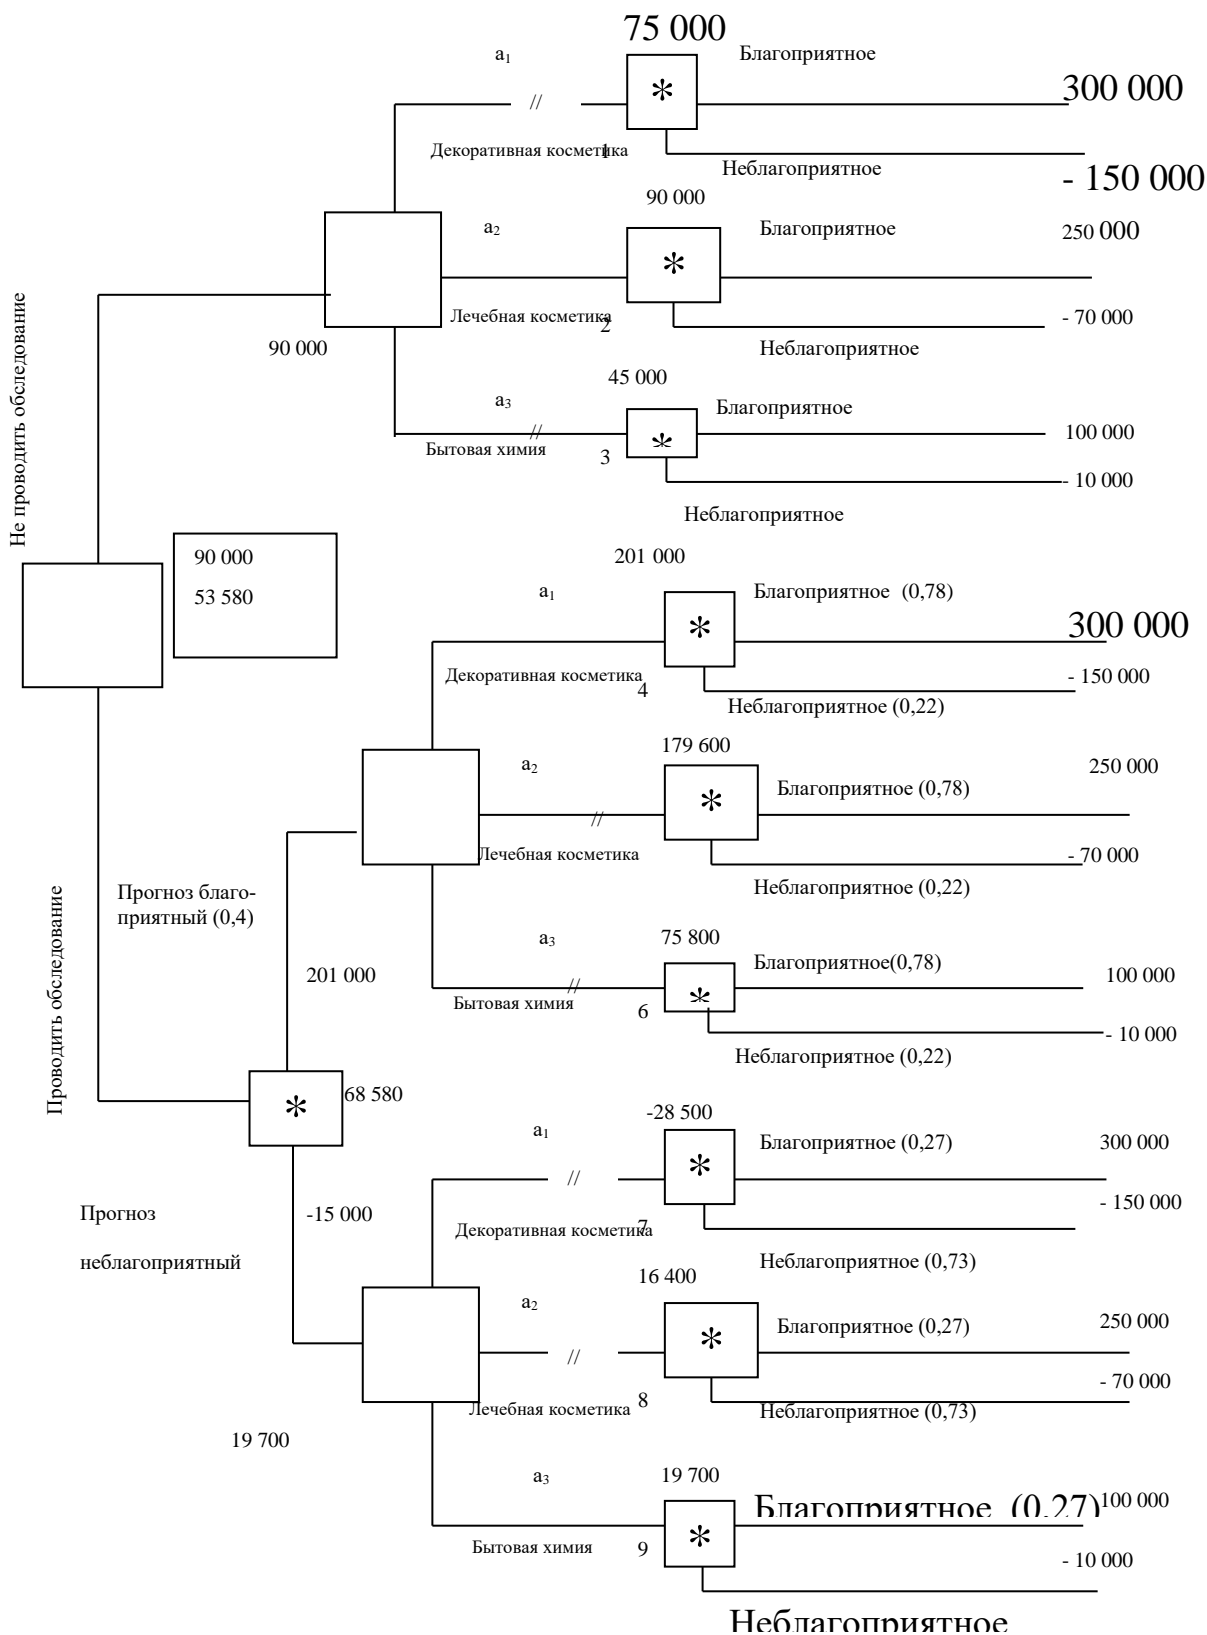 75 000
a1
Благоприятное
*
//
300 000
Декоративная косметика
1
Неблагоприятное
- 150 000
90 000
a2
Благоприятное
250 000
*
Лечебная косметика
2
- 70 000
Неблагоприятное
90 000
45 000
a3
Благоприятное
//
*
100 000
Бытовая химия
3
- 10 000
Неблагоприятное
Не проводить обследование
90 000
53 580
201 000
a1
Благоприятное (0,78)
*
300 000
Декоративная косметика
4
- 150 000
Неблагоприятное (0,22)
179 600
a2
250 000
Благоприятное (0,78)
*
//
Лечебная косметика
- 70 000
Неблагоприятное (0,22)
Прогноз благо-
приятный (0,4)
a3
75 800
Благоприятное(0,78)
201 000
100 000
//
*
Бытовая химия
6
- 10 000
Неблагоприятное (0,22)
Проводить обследование
*
68 580
-28 500
a1
Благоприятное (0,27)
300 000
*
//
- 150 000
Прогноз
-15 000
Декоративная косметика
7
неблагоприятный
Неблагоприятное (0,73)
16 400
a2
Благоприятное (0,27)
250 000
*
//
- 70 000
Лечебная косметика
8
Неблагоприятное (0,73)
19 700
a3
19 700
Благоприятное (0,27)
100 000
*
Бытовая химия
9
- 10 000
Неблагоприятное